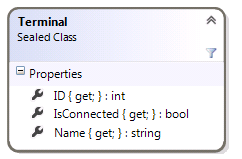 Terminal
Sealed Class
Properties
ID { get; } : int
IsConnected { get; } : bool
Name { get; } : string